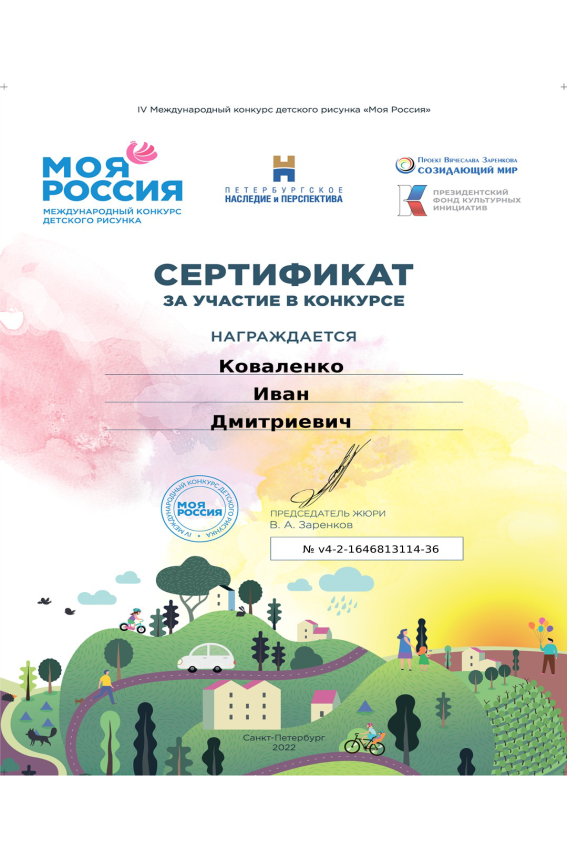 IV Международный конкурс детского рисунка «Моя Россия»
МОЯ
РОССИЯ
МЕЖДУНАРОДНЫЙ КОНКУРС
ДЕТСКОГО РИСУНКА
ПЕТЕРБУРГСКОЕ
НАСЛЕДИЕ и ПЕРСПЕКТИВА
ПРОЕКТ ВЯЧЕСЛАВА ЗАРЕНКОВА
СОЗИДАЮЩИЙ МИР
ПРЕЗИДЕНТСКИЙ
ФОНД КУЛЬТУРНЫХ
ИНИЦИАТИВ
СЕРТИФИКАТ
ЗА УЧАСТИЕ В КОНКУРСЕ
НАГРАЖДАЕТСЯ
Коваленко
Иван
Дмитриевич
IV МЕЖДУНАРОДНЫЙ КОНКУРС ДЕТСКОГО РИСУНКА
МОЯ
РОССИЯ
ПРЕДСЕДАТЕЛЬ ЖЮРИ
В. А. Заренков
№ v4-2-1646813114-36
Санкт-Петербург
2022